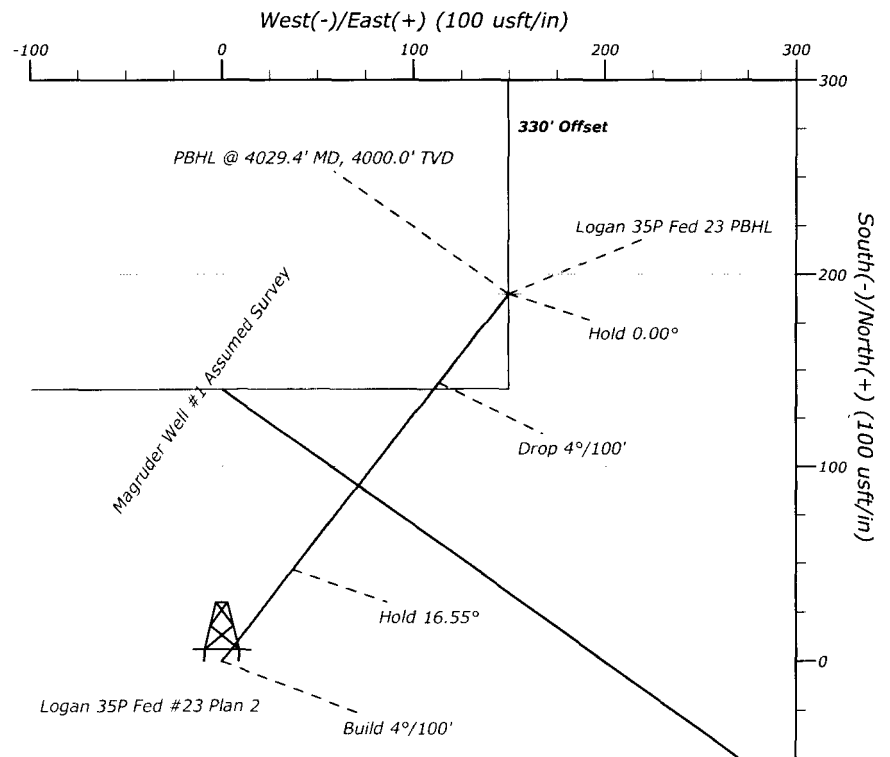 West(-)/East(+) (100 usft/in)
-100
0
100
200
300
300
330' Offset
PBHL @ 4029.4' MD, 4000.0' TVD
Logan 35P Fed 23 PBHL
200
South(-)/North(+) (100 usft/in)
Hold 0.00°
Magruder Well #1 Assumed Survey
Drop 4°/100'
100
Hold 16.55°
0
Logan 35P Fed #23 Plan 2
Build 4°/100'